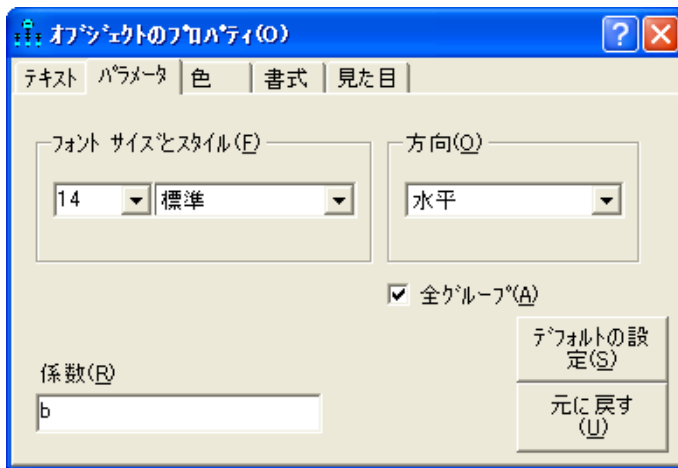 ｵﾌﾞｼﾞｪｸﾄのﾌﾟﾛﾊﾟﾃｨ(O)
テキスト ﾊﾟﾗﾒｰﾀ 色 書式 見た目
ﾌｫﾝﾄ ｻｲｽﾞとｽﾀｲﾙ(F)
方向(O)
14 標準 水平
全ｸﾞﾙｰﾌﾟ(A)
ﾃﾞﾌｫﾙﾄの設
定(S)
係数(R)
b
元に戻す
(U)